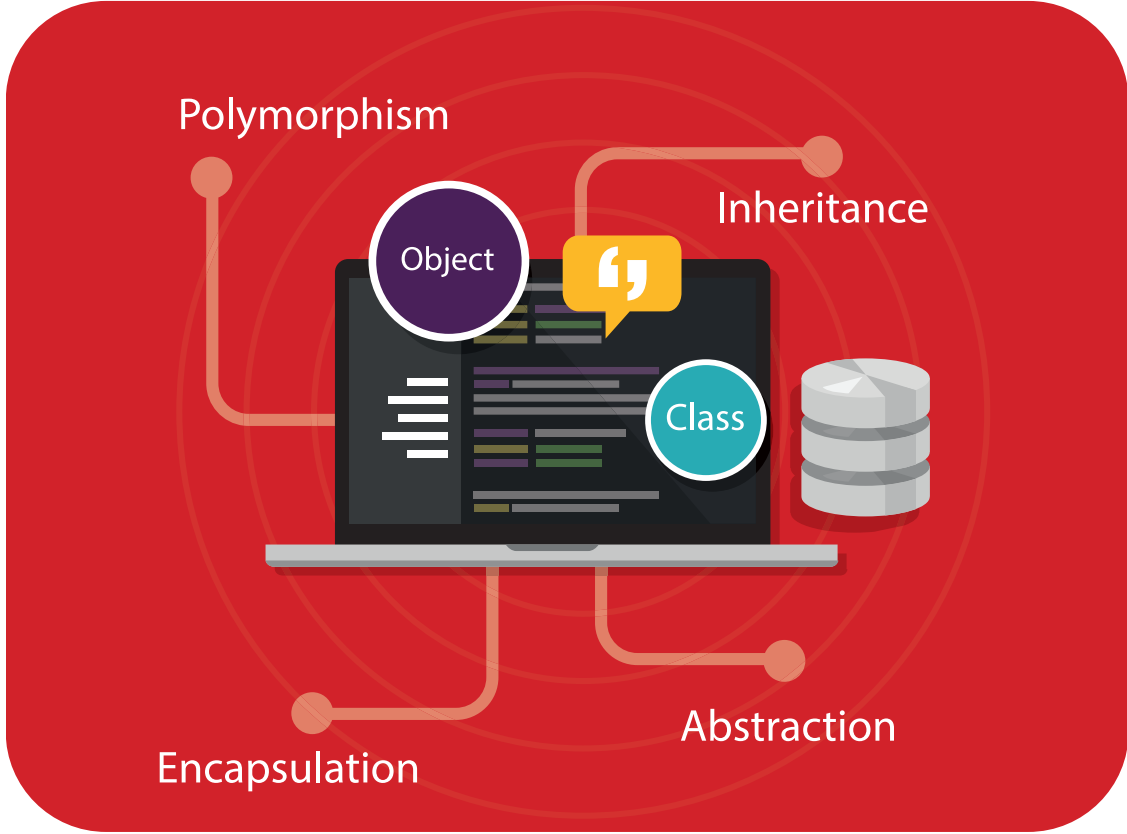 Polymorphism
Inheritance
Object
Class
Abstraction
Encapsulation